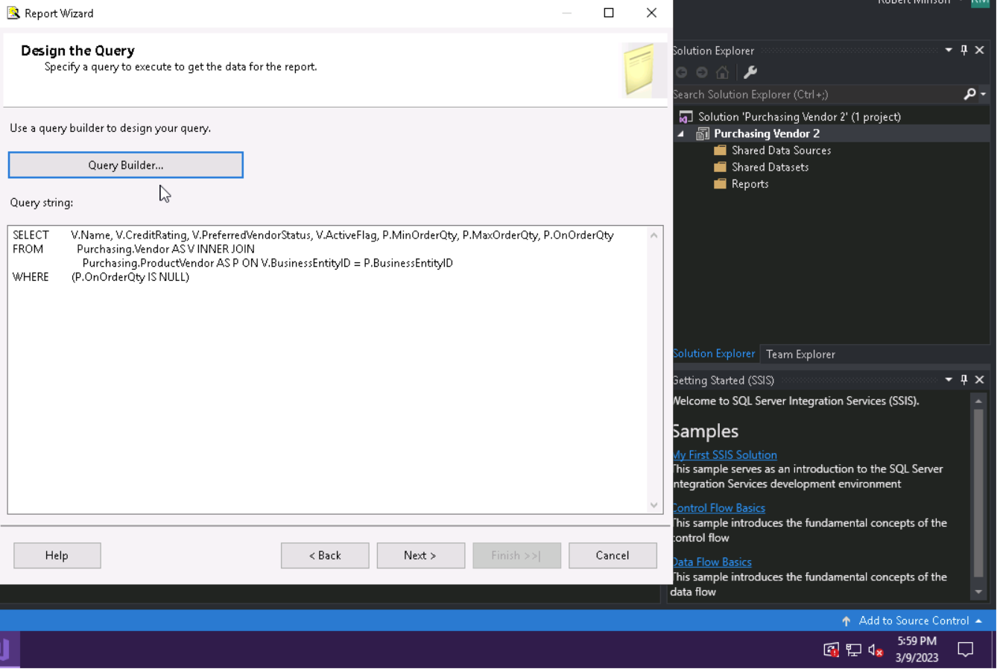 Report Wizard
Design the Query
Specify a query to execute to get the data for the report.
Use a query builder to design your query.
Query Builder...
Query string:
SELECT V.Name, V.CreditRating, V.PreferredVendorStatus, V.ActiveFlag, P.MinOrderQty, P.MaxOrderQty, P.OnOrderQty
FROM Purchasing.Vendor AS V INNER JOIN
Purchasing.ProductVendor AS P ON V.BusinessEntityID = P.BusinessEntityID
WHERE (P.OnOrderQty IS NULL)
Help
< Back
Next >
Finish >>|
Cancel
Robert Minson
RM
Solution Explorer
Search Solution Explorer (Ctrl+;)
Solution 'Purchasing Vendor 2' (1 project)
Purchasing Vendor 2
Shared Data Sources
Shared Datasets
Reports
Solution Explorer Team Explorer
Getting Started (SSIS)
Welcome to SQL Server Integration Services (SSIS).
Samples
My First SSIS Solution
This sample serves as an introduction to the SQL Server
Integration Services development environment
Control Flow Basics
This sample introduces the fundamental concepts of the
control flow
Data Flow Basics
This sample introduces the fundamental concepts of the
data flow
Add to Source Control
5:59 PM
3/9/2023